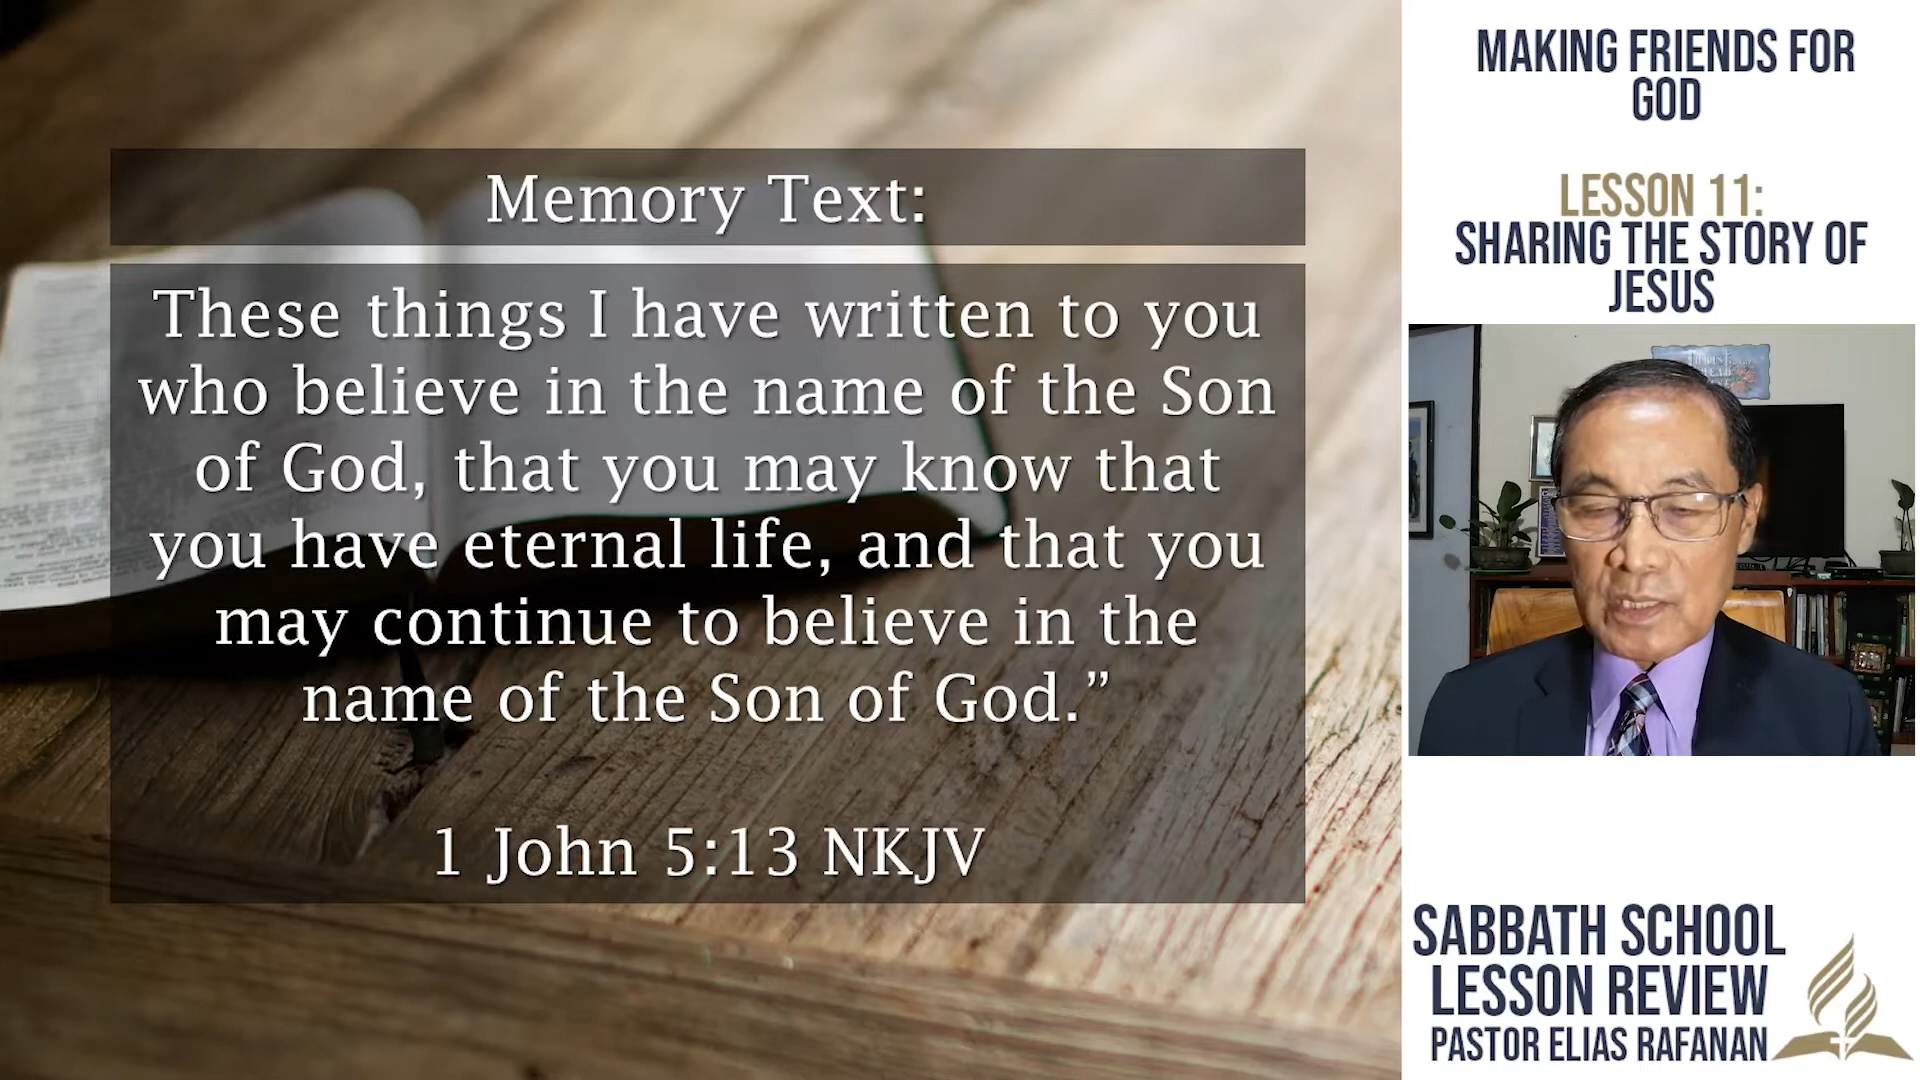 Memory Text:
These things I have written to you
who believe in the name of the Son
of God, that you may know that
you have eternal life, and that you
may continue to believe in the
name of the Son of God.”
1 John 5:13 NKJV
MAKING FRIENDS FOR
GOD
LESSON 11:
SHARING THE STORY OF
JESUS
SABBATH SCHOOL
LESSON REVIEW
PASTOR ELIAS RAFANAN